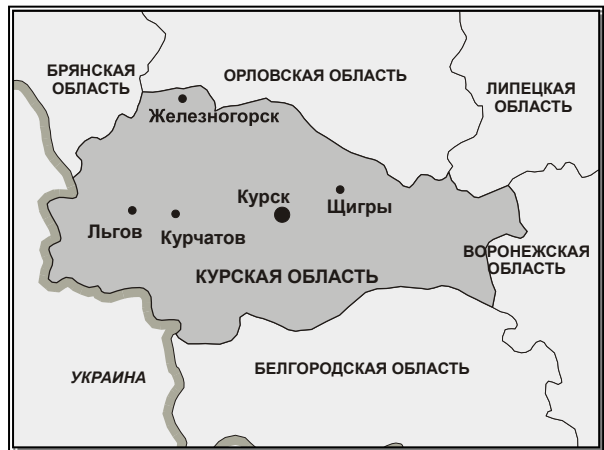 БРЯНСКАЯ
ОБЛАСТЬ
ОРЛОВСКАЯ ОБЛАСТЬ
ЛИПЕЦКАЯ
ОБЛАСТЬ
Железногорск
Курск
Щигры
Льгов
Курчатов
ВОРОНЕЖСКАЯ
ОБЛАСТЬ
КУРСКАЯ ОБЛАСТЬ
УКРАИНА
БЕЛГОРОДСКАЯ ОБЛАСТЬ